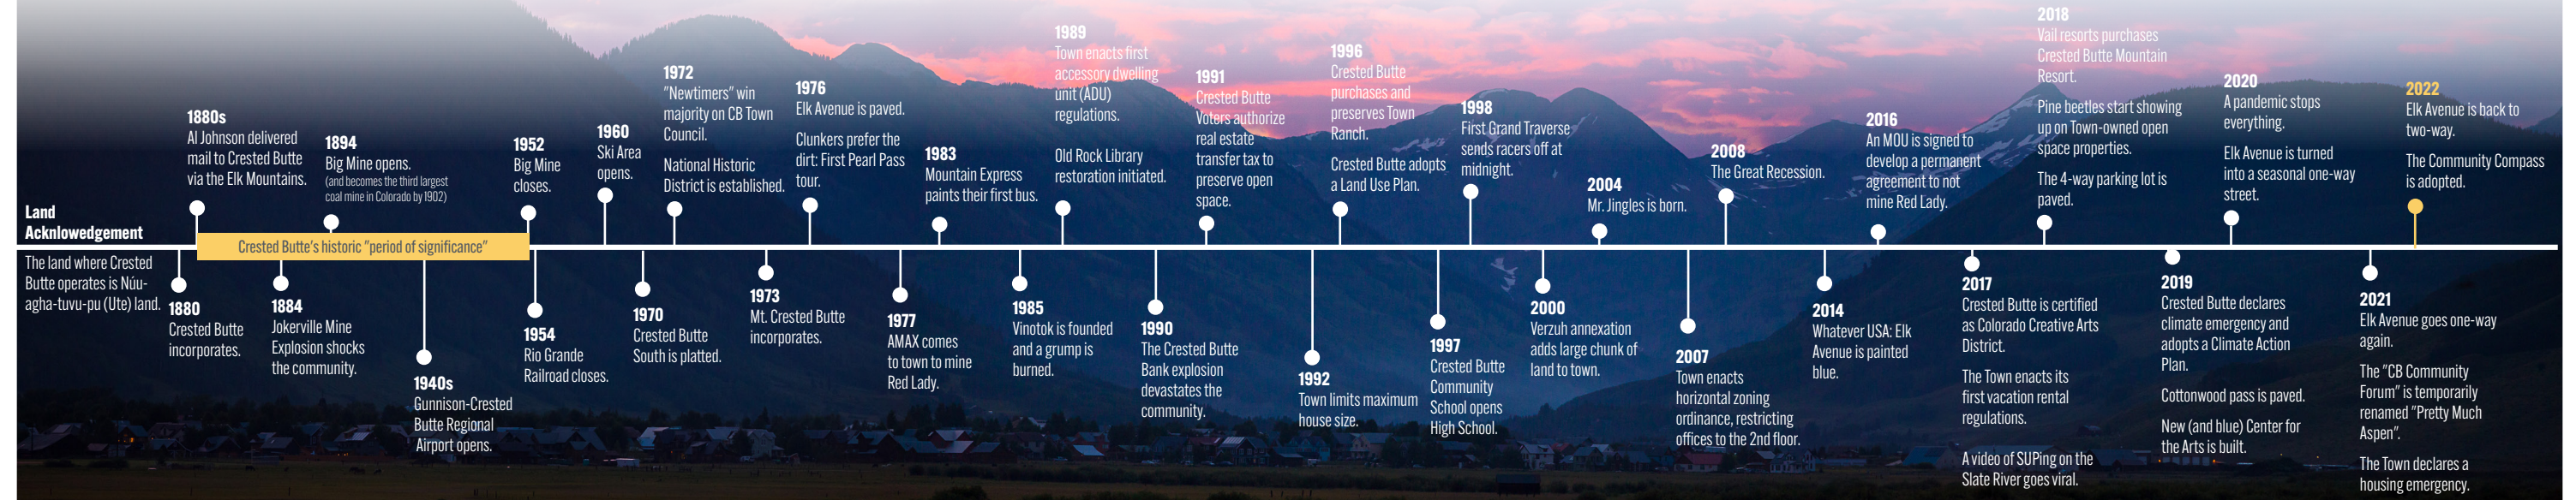 Land
Acknlowedgement
The land where Crested
Butte operates is Núu-
agha-tuvu-pu (Ute) land.
1880
Crested Butte
incorporates.
1880s
Al Johnson delivered
mail to Crested Butte
via the Elk Mountains.
Crested Butte's historic "period of significance"
1884
Jokerville Mine
Explosion shocks
the community.
1894
Big Mine opens.
(and becomes the third largest
coal mine in Colorado by 1902)
1940s
Gunnison-Crested
Butte Regional
Airport opens.
1952
Big Mine
closes.
1954
Rio Grande
Railroad closes.
1960
Ski Area
opens.
1970
Crested Butte
South is platted.
1972
"Newtimers" win
majority on CB Town
Council.
National Historic
District is established.
1973
Mt. Crested Butte
incorporates.
1976
Elk Avenue is paved.
Clunkers prefer the
dirt: First Pearl Pass
tour.
1977
AMAX comes
to town to mine
Red Lady.
1983
Mountain Express
paints their first bus.
1985
Vinotok is founded
and a grump is
burned.
1989
Town enacts first
accessory dwelling
unit (ADU)
regulations.
Old Rock Library
restoration initiated.
1990
The Crested Butte
Bank explosion
devastates the
community.
1991
Crested Butte
Voters authorize
real estate
transfer tax to
preserve open
space.
1992
Town limits maximum
house size.
1996
Crested Butte
purchases and
preserves Town
Ranch.
Crested Butte adopts
a Land Use Plan.
1997
Crested Butte
Community
School opens
High School.
1998
First Grand Traverse
sends racers off at
midnight.
2000
Verzuh annexation
adds large chunk of
land to town.
2004
Mr. Jingles is born.
2007
Town enacts
horizontal zoning
ordinance, restricting
offices to the 2nd floor.
2008
The Great Recession.
2014
Whatever USA: Elk
Avenue is painted
blue.
2016
An MOU is signed to
develop a permanent
agreement to not
mine Red Lady.
2017
Crested Butte is certified
as Colorado Creative Arts
District.
The Town enacts its
first vacation rental
regulations.
A video of SUPing on the
Slate River goes viral.
2018
Vail resorts purchases
Crested Butte Mountain
Resort.
Pine beetles start showing
up on Town-owned open
space properties.
The 4-way parking lot is
paved.
2019
Crested Butte declares
climate emergency and
adopts a Climate Action
Plan.
Cottonwood pass is paved.
New (and blue) Center for
the Arts is built.
2020
A pandemic stops
everything.
Elk Avenue is turned
into a seasonal one-way
street.
2021
Elk Avenue goes one-way
again.
The "CB Community
Forum" is temporarily
renamed "Pretty Much
Aspen".
The Town declares a
housing emergency.
2022
Elk Avenue is back to
two-way.
The Community Compass
is adopted.